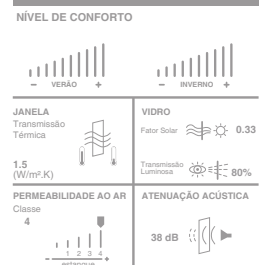 NÍVEL DE CONFORTO
− VERÃO +
− INVERNO +
JANELA
Transmissão
Térmica
1.5
(W/m².K)
VIDRO
Fator Solar 0.33
Transmissão
Luminosa 80%
PERMEABILIDADE AO AR
Classe
4
1 2 3 4
− estanque +
ATENUAÇÃO ACÚSTICA
38 dB